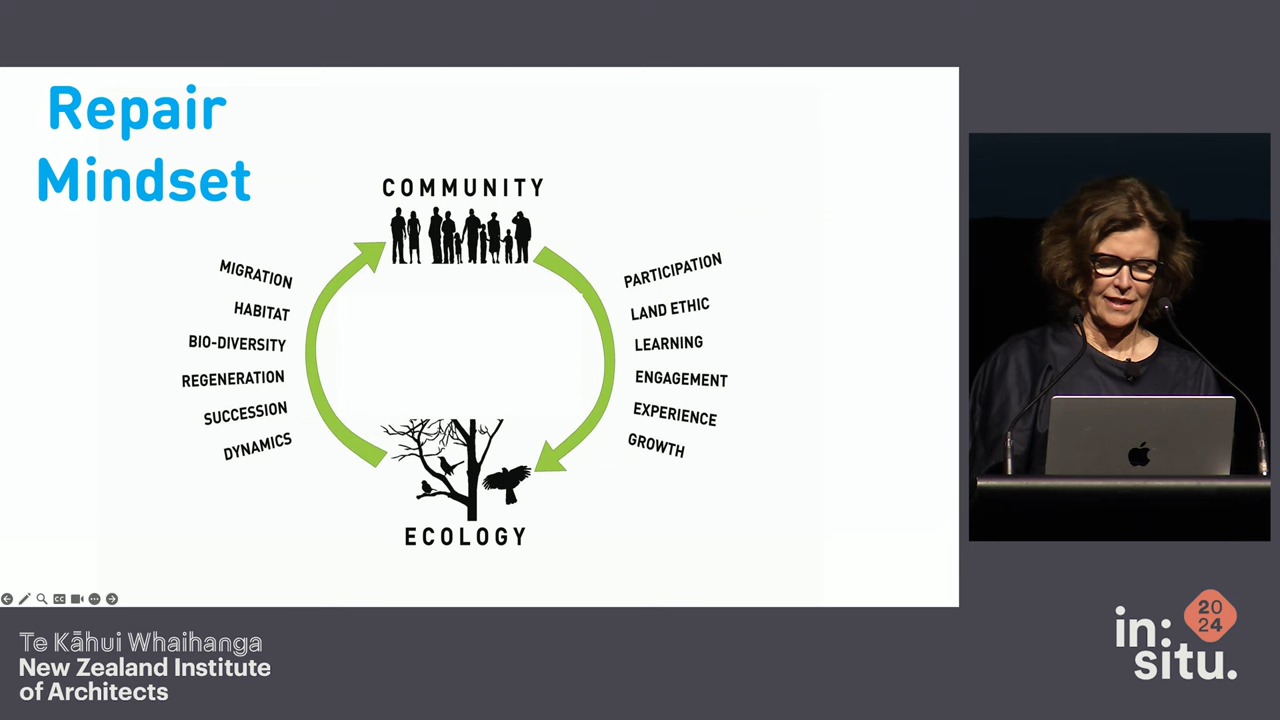 Repair
Mindset
COMMUNITY
MIGRATION
HABITAT
BIO-DIVERSITY
REGENERATION
SUCCESSION
DYNAMICS
PARTICIPATION
LAND ETHIC
LEARNING
ENGAGEMENT
EXPERIENCE
GROWTH
ECOLOGY
CC
Te Kāhui Whaihanga
New Zealand Institute
of Architects
in:
situ.
20
24